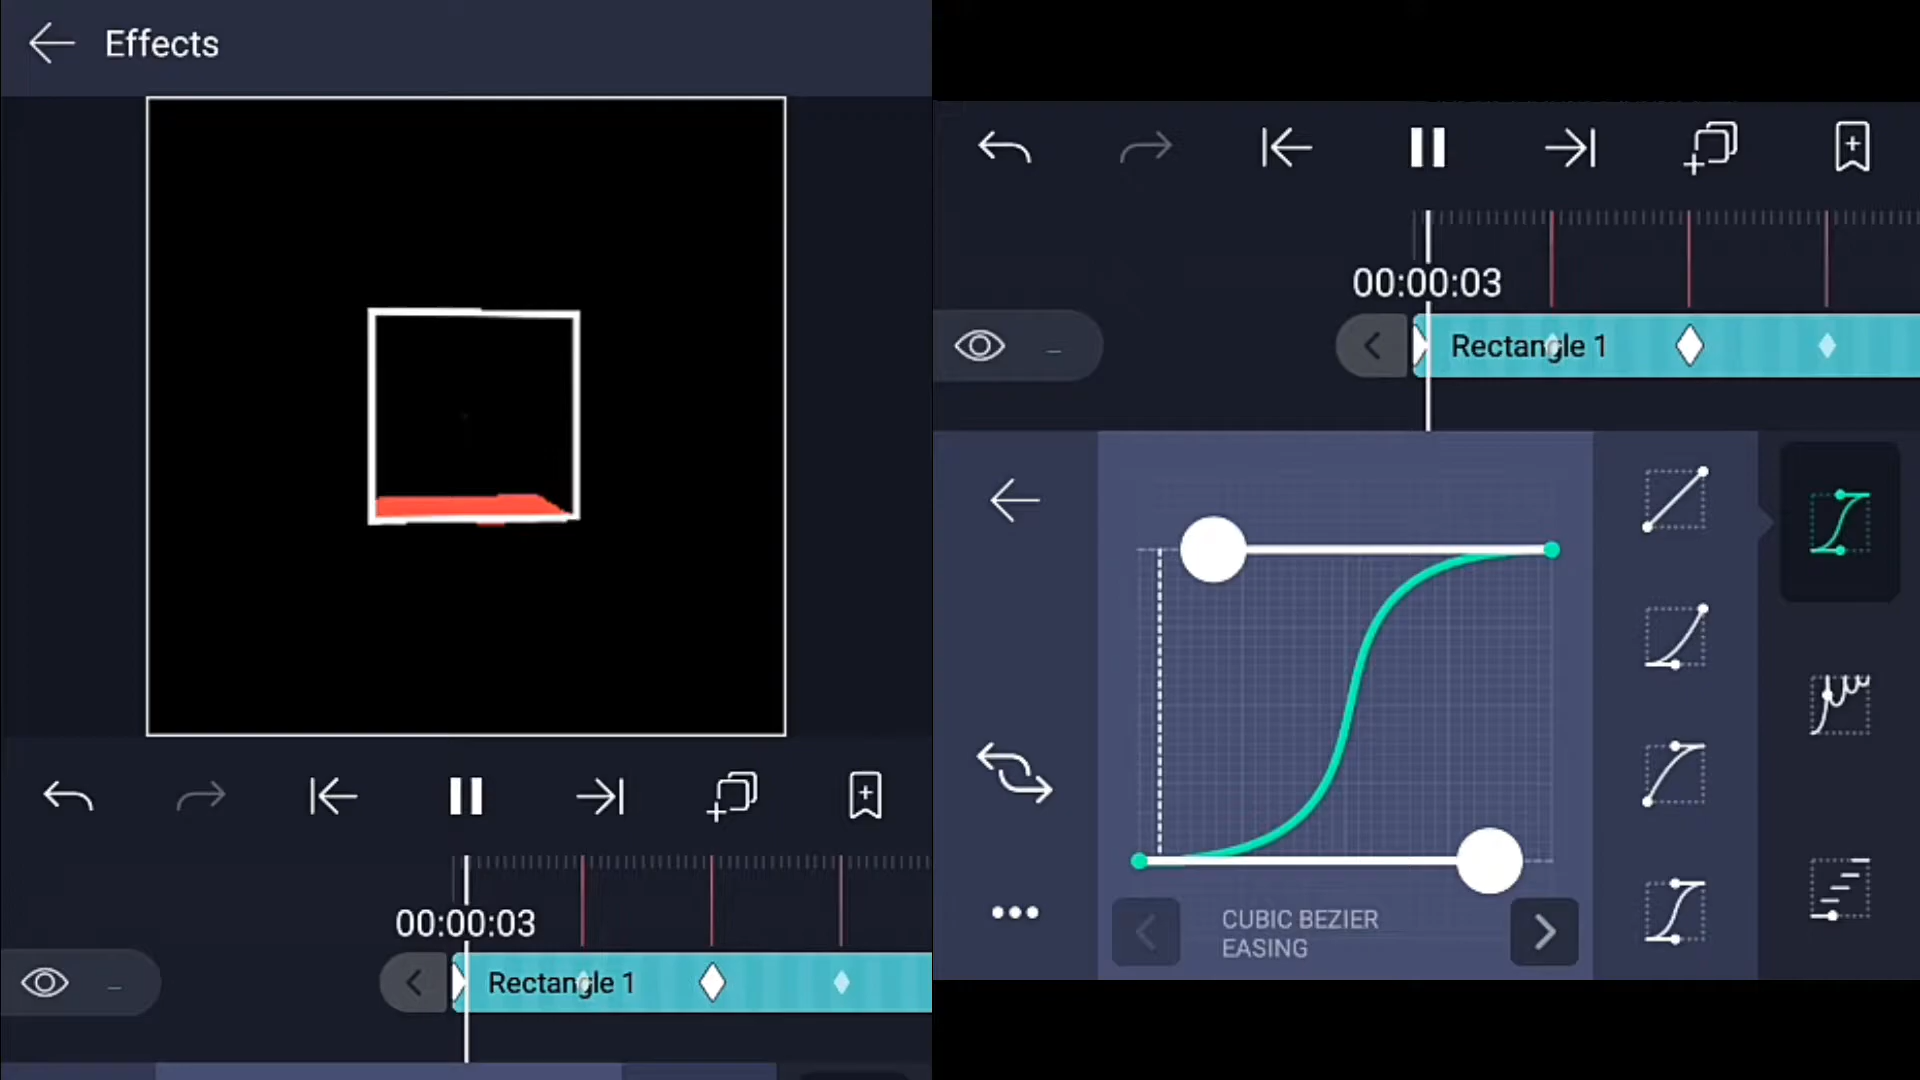 Effects
00:00:03
Rectangle 1
00:00:03
Rectangle 1
CUBIC BEZIER
EASING